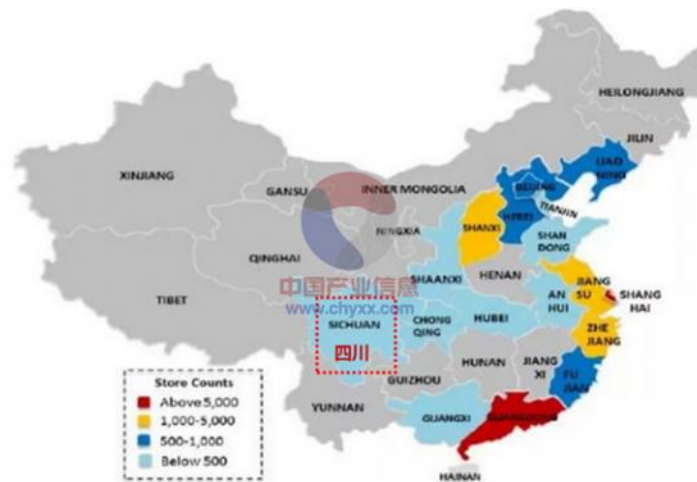 HEILONGJIANG
JILIN
LIAO
NING
XINJIANG
GANSU
INNER MONGOLIA
BEIJING
TIANJIN
HEBEI
NINGXIA
SHANXI
SHAN
DONG
QINGHAI
HENAN
SHAANXI
中国产业信息
www.chyxx.com
JIANG
SU
SHANG
HAI
TIBET
AN
HUI
SICHUAN
四川
CHONG
QING
HUBEI
ZHE
JIANG
HUNAN
JIANG
XI
FU
JIAN
GUIZHOU
YUNNAN
GUANGXI
GUANGDONG
HAINAN
Store Counts
Above 5,000
1,000-5,000
500-1,000
Below 500